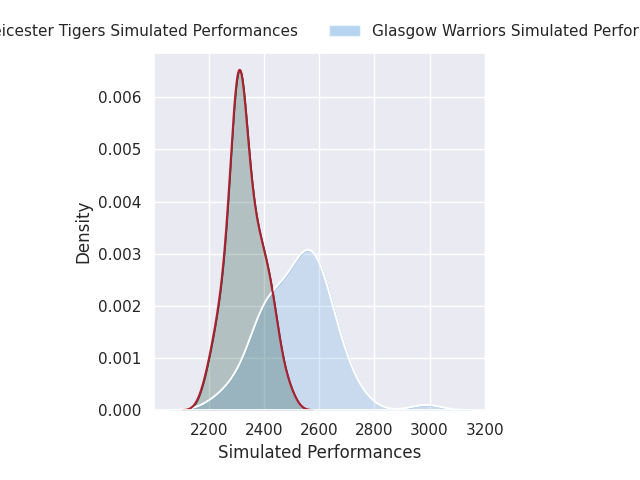 eicester Tigers Simulated Performances
Glasgow Warriors Simulated Perfor
0.006
0.005
0.004
0.003
0.002
0.001
0.000
Density
2200 2400 2600 2800 3000 3200
Simulated Performances